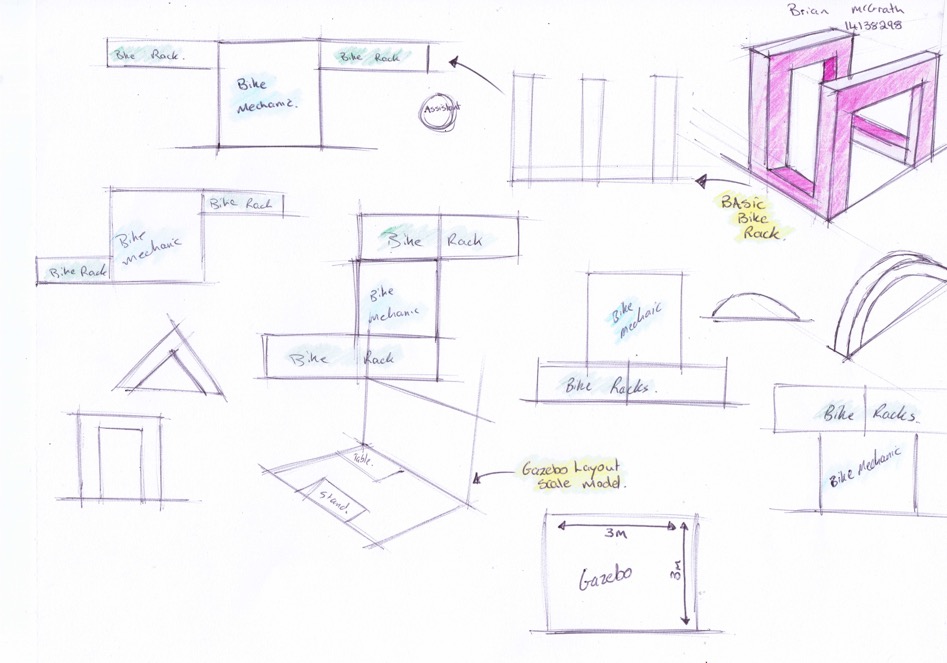 Brian McGrath
14138298
Bike Rack.
Bike Rack
Bike
Mechanic.
Assistant
BAsic
Bike
Rack.
Bike Rack
Bike
mechanic
Bike Rack
Bike Rack
Bike
Mechanic
Bike Rack
Bike
Mechaic
Bike Racks.
Bike Racks.
Bike Mechanic
Table.
Stand.
Gazebo Layout
Scale Model.
3m
Gazebo
3m